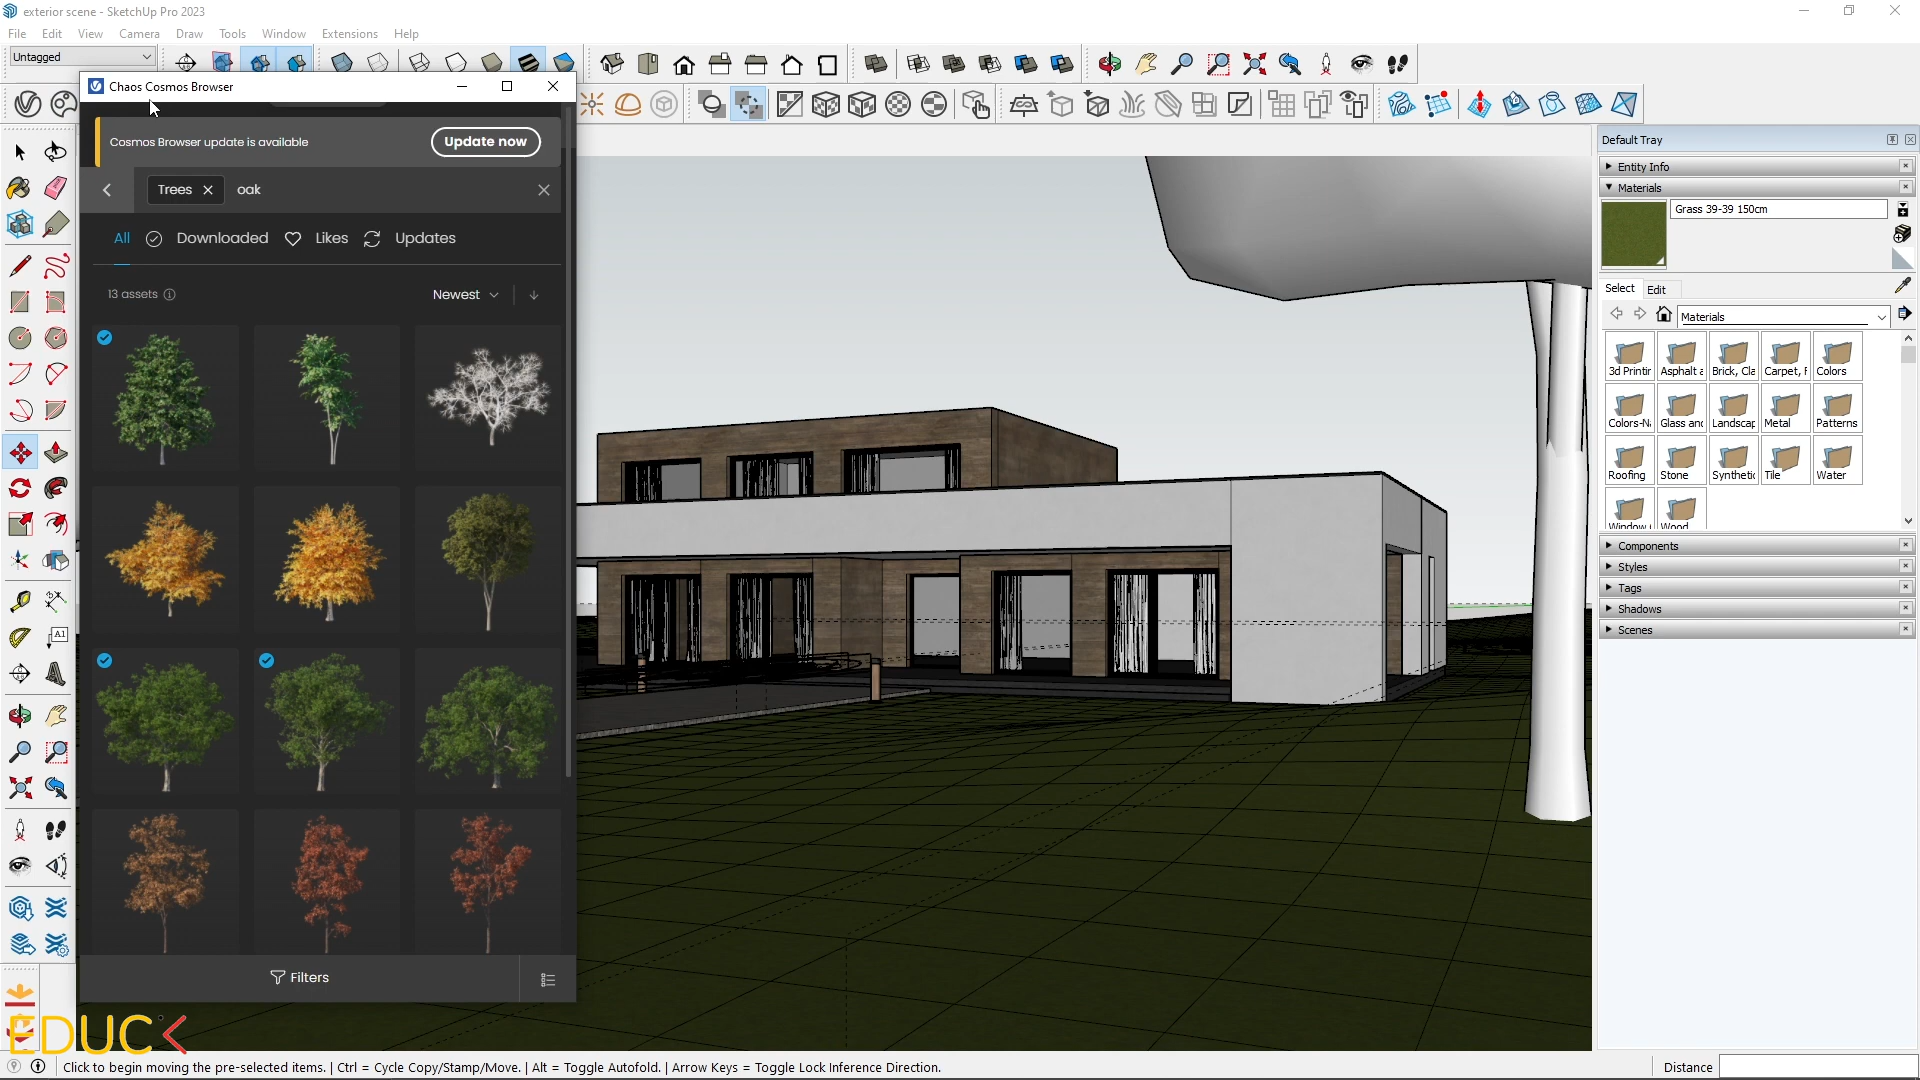 exterior scene - SketchUp Pro 2023
File Edit View Camera Draw Tools Window Extensions Help
Untagged
Chaos Cosmos Browser
Cosmos Browser update is available
Update now
Trees
oak
All
Downloaded
Likes
Updates
13 assets
Newest
Filters
Default Tray
Entity Info
Materials
Grass 39-39 150cm
Select
Edit
Materials
3d Printir
Asphalt a
Brick, Cla
Carpet, F
Colors
Colors-Na
Glass and
Landscap
Metal
Patterns
Roofing
Stone
Synthetic
Tile
Water
Window
Wood
Components
Styles
Tags
Shadows
Scenes
A1
EDUC
Click to begin moving the pre-selected items. | Ctrl = Cycle Copy/Stamp/Move. | Alt = Toggle Autofold. | Arrow Keys = Toggle Lock Inference Direction.
Distance